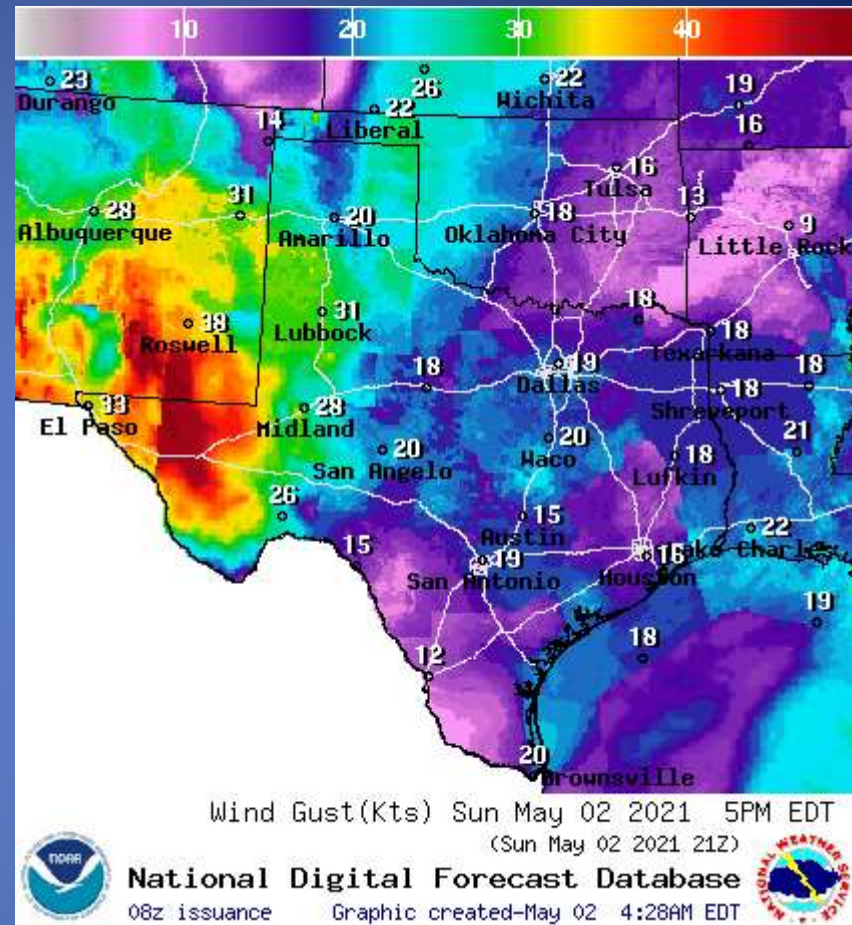 10 20 30 40
23 26 22 19
Durango 22 Wichita
14 Liberal 16
16
Tulsa
28 31 20 18 13 9
Albuquerque Amarillo Oklahoma City Little Rock
38 31 18 18
Roswell Lubbock Texarkana
18 19 18
Dallas 18
33 28 Shreveport
El Paso Midland 20 20 18 21
San Angelo Waco Lufkin
26 15 22
Austin Lake Charles
15 19 16
San Antonio Houston
19
12 18
20
Brownsville
Wind Gust(Kts) Sun May 02 2021 5PM EDT
(Sun May 02 2021 21Z)
NOAA
NATIONAL WEATHER SERVICE
National Digital Forecast Database
08z issuance Graphic created-May 02 4:28AM EDT